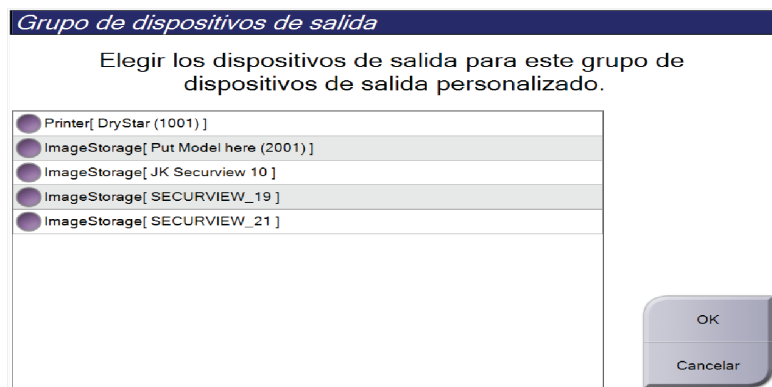 Grupo de dispositivos de salida
Elegir los dispositivos de salida para este grupo de
dispositivos de salida personalizado.
Printer[ DryStar (1001) ]
ImageStorage[ Put Model here (2001) ]
ImageStorage[ JK Securview 10 ]
ImageStorage[ SECURVIEW_19 ]
ImageStorage[ SECURVIEW_21 ]
OK
Cancelar